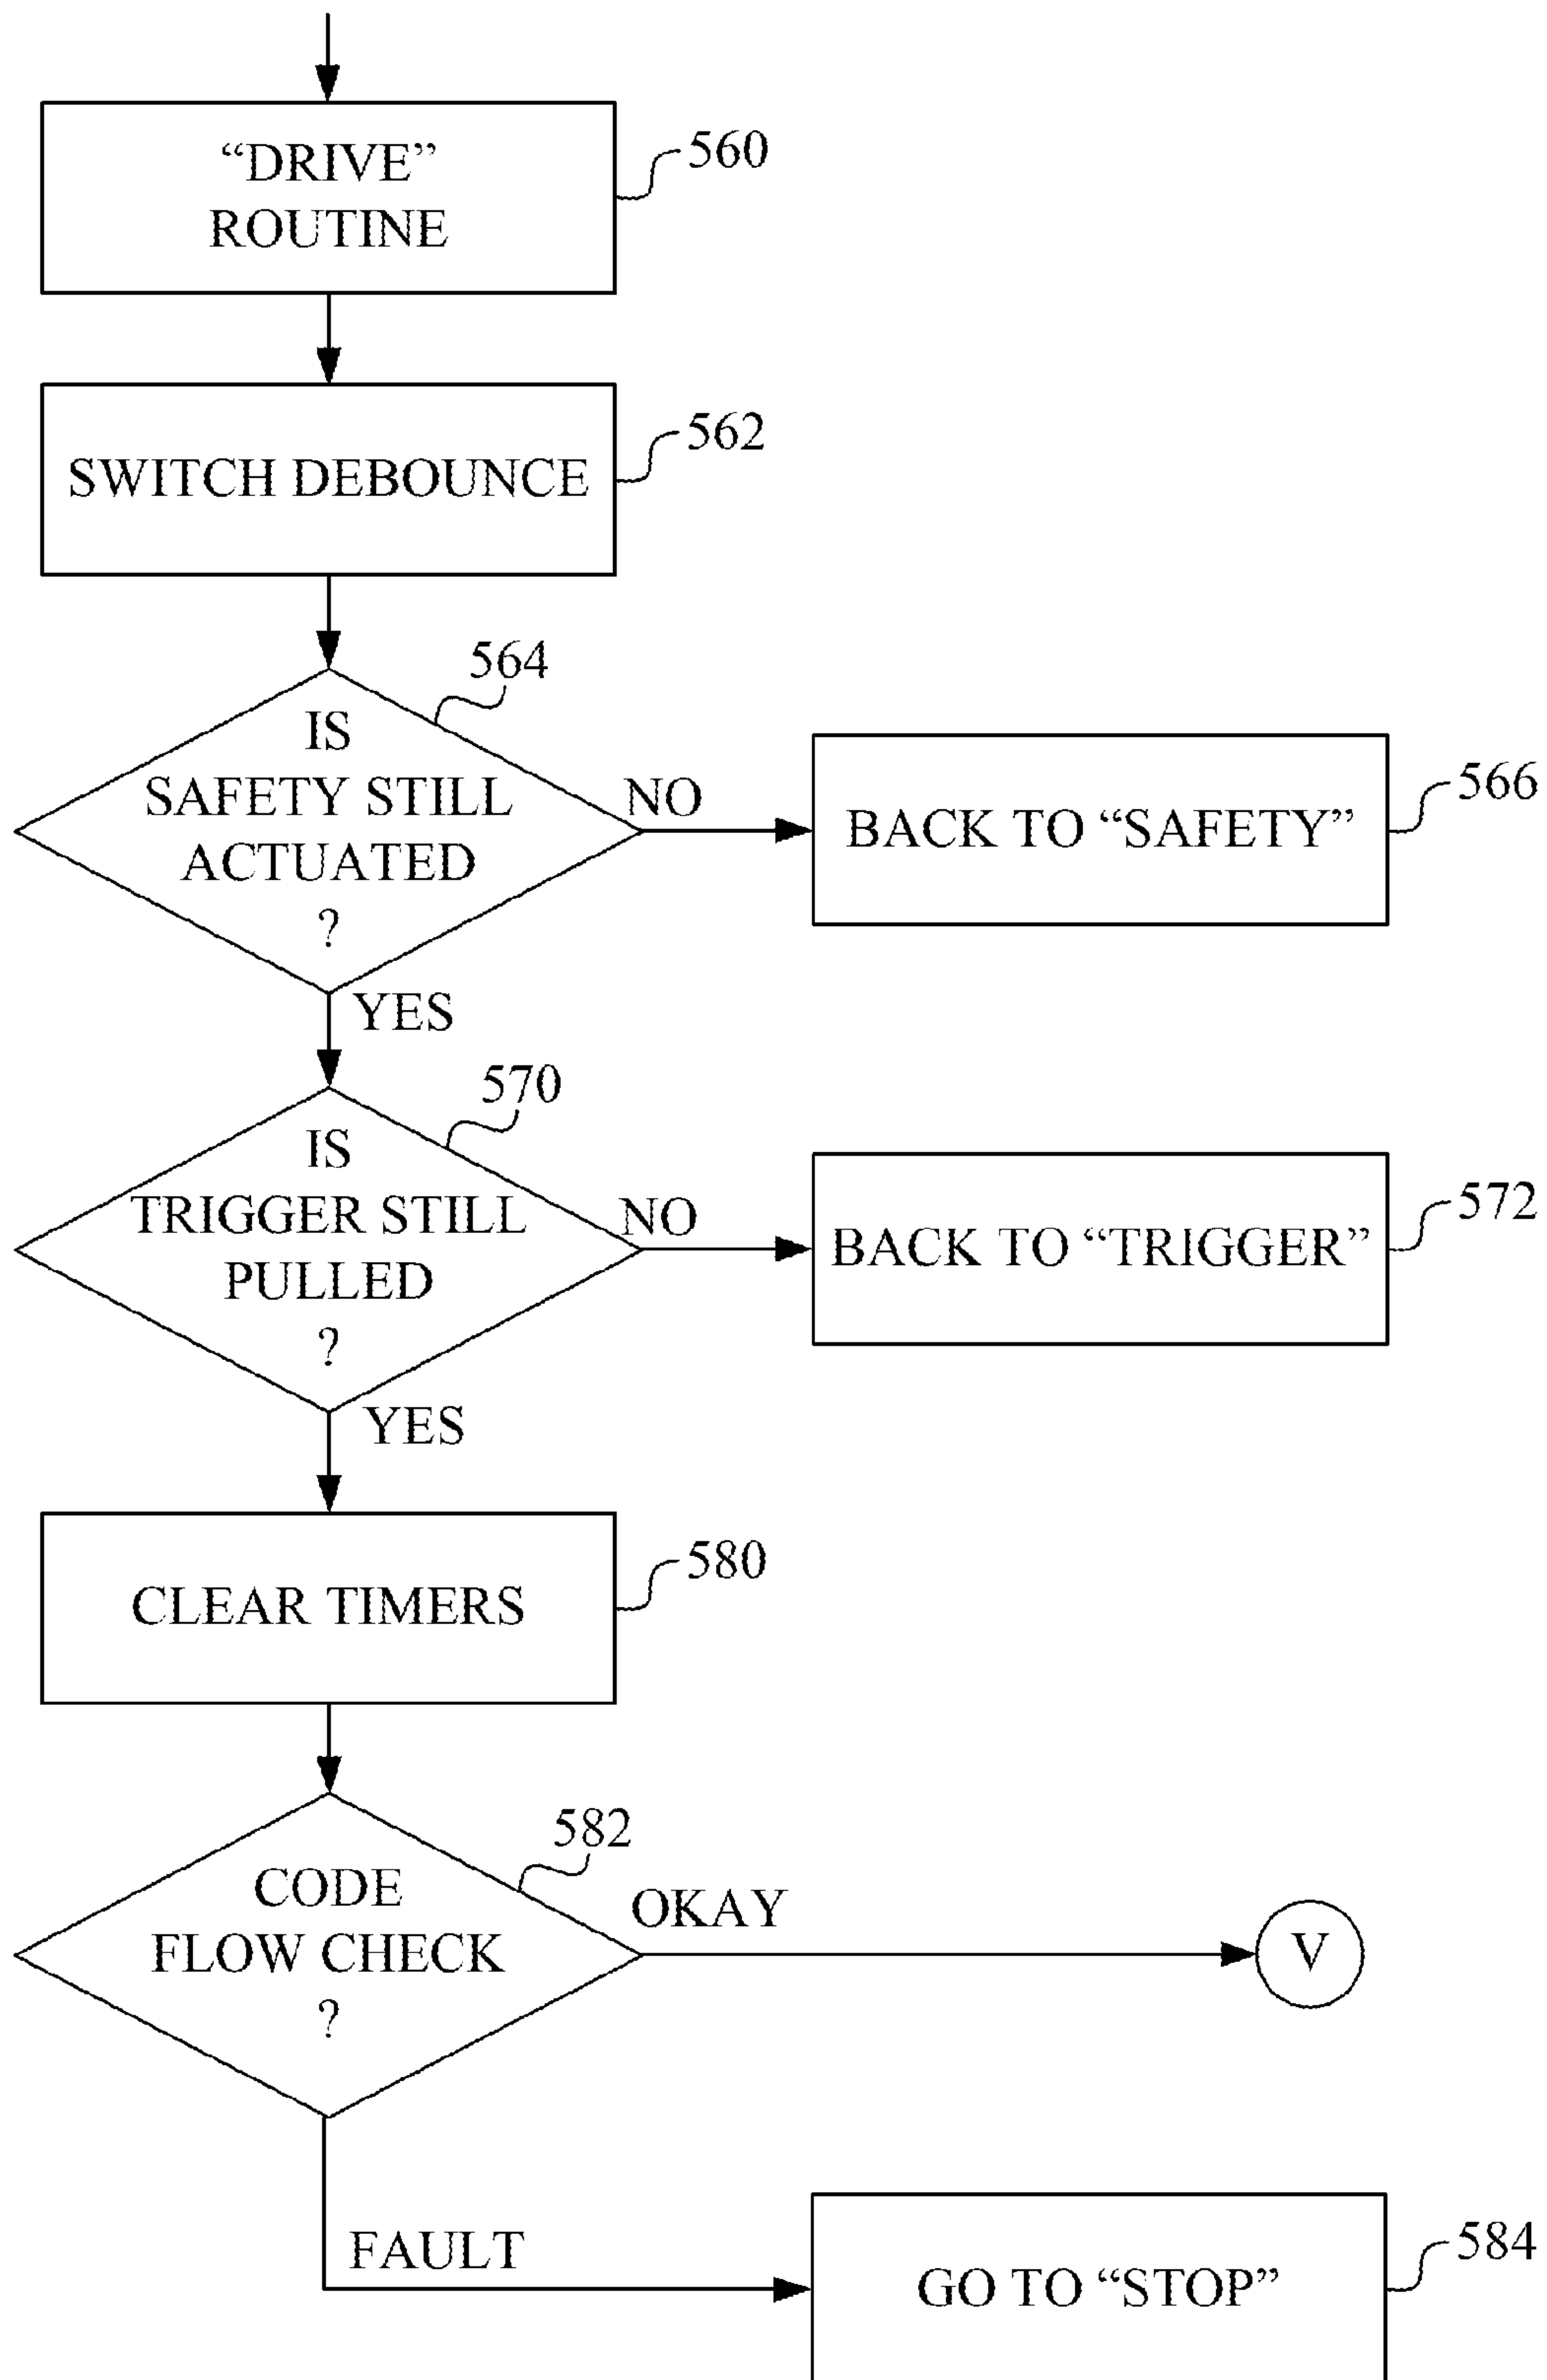 “DRIVE”
ROUTINE
560
SWITCH DEBOUNCE
562
564
IS
SAFETY STILL
ACTUATED
?
NO
BACK TO “SAFETY”
566
YES
570
IS
TRIGGER STILL
PULLED
?
NO
BACK TO “TRIGGER”
572
YES
CLEAR TIMERS
580
582
CODE
FLOW CHECK
?
OKAY
V
FAULT
GO TO “STOP”
584